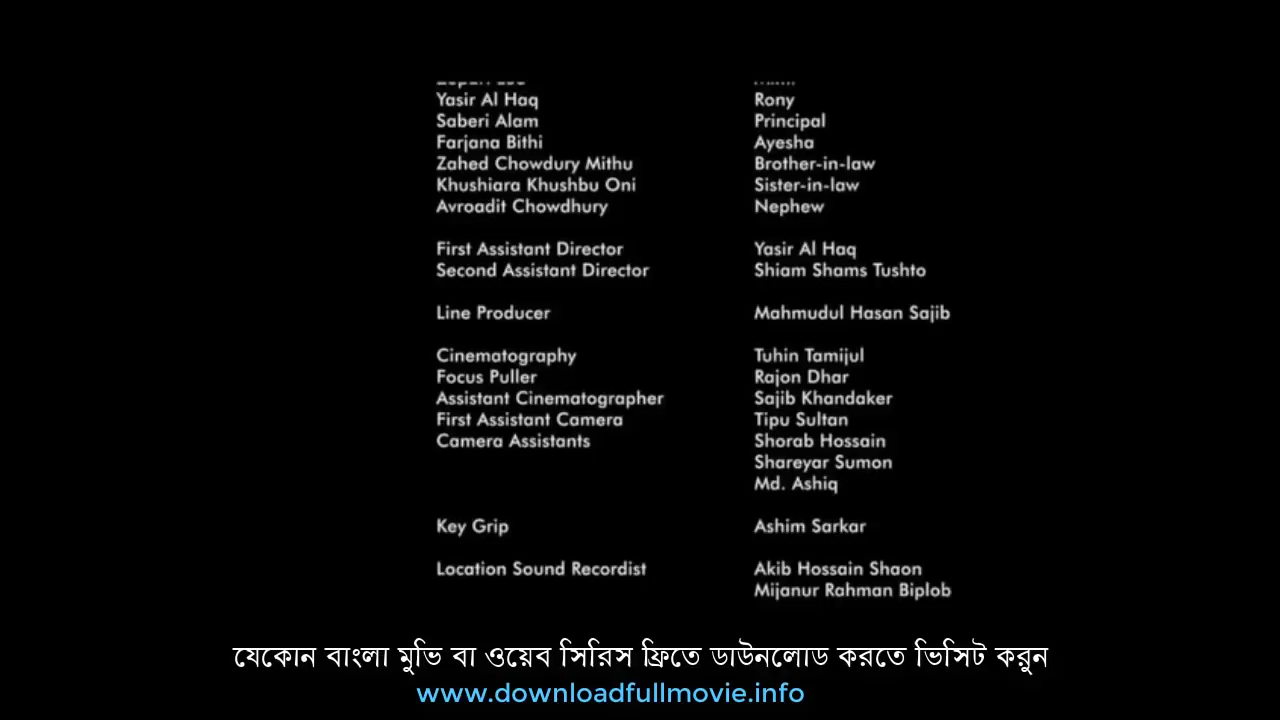 Yasir Al Haq Rony
Saberi Alam Principal
Farjana Bithi Ayesha
Zahed Chowdury Mithu Brother-in-law
Khushiara Khushbu Oni Sister-in-law
Avroadit Chowdhury Nephew
First Assistant Director Yasir Al Haq
Second Assistant Director Shiam Shams Tushto
Line Producer Mahmudul Hasan Sajib
Cinematography Tuhin Tamijul
Focus Puller Rajon Dhar
Assistant Cinematographer Sajib Khandaker
First Assistant Camera Tipu Sultan
Camera Assistants Shorab Hossain
Shareyar Sumon
Md. Ashiq
Key Grip Ashim Sarkar
Location Sound Recordist Akib Hossain Shaon
Mijanur Rahman Biplob
যেকোন বাংলা মুভি বা ওয়েব সিরিস ফ্রিতে ডাউনলোড করতে ভিসিট করুন
www.downloadfullmovie.info